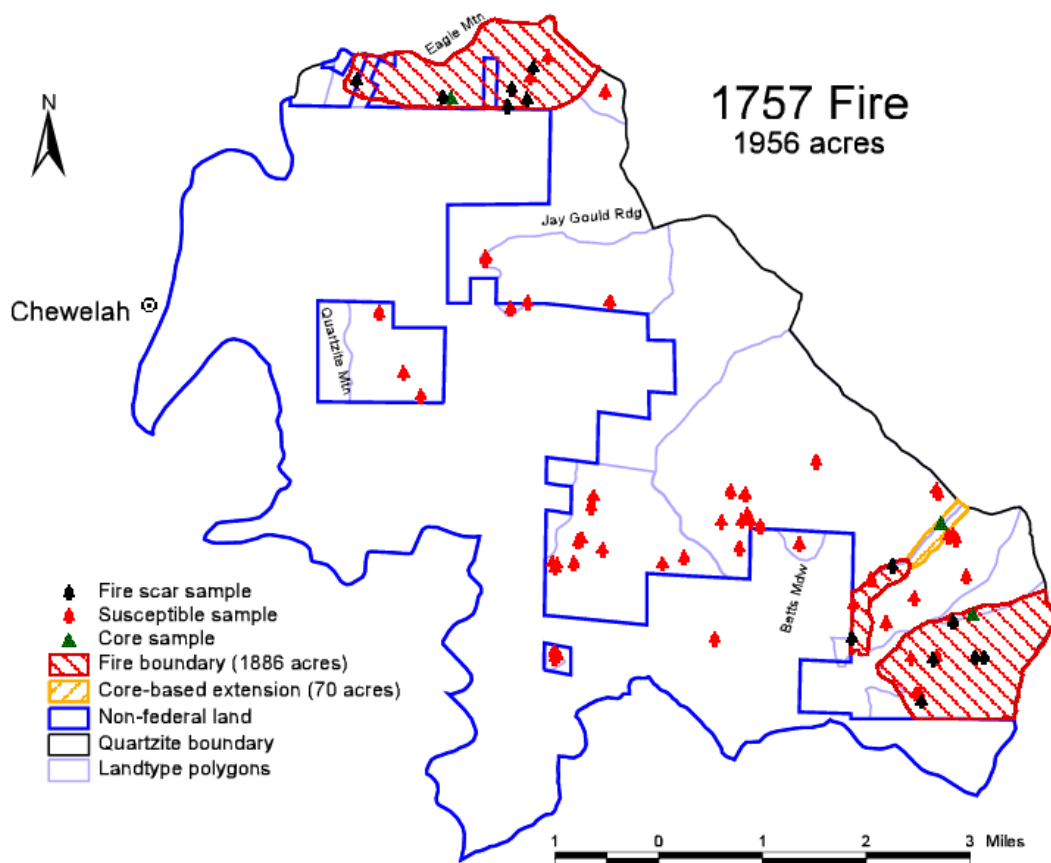 Eagle Mtn
N
1757 Fire
1956 acres
Jay Gould Rdg
Chewelah
Quartzite Mtn
Betts Mdw
Fire scar sample
Susceptible sample
Core sample
Fire boundary (1886 acres)
Core-based extension (70 acres)
Non-federal land
Quartzite boundary
Landtype polygons
1 0 1 2 3 Miles